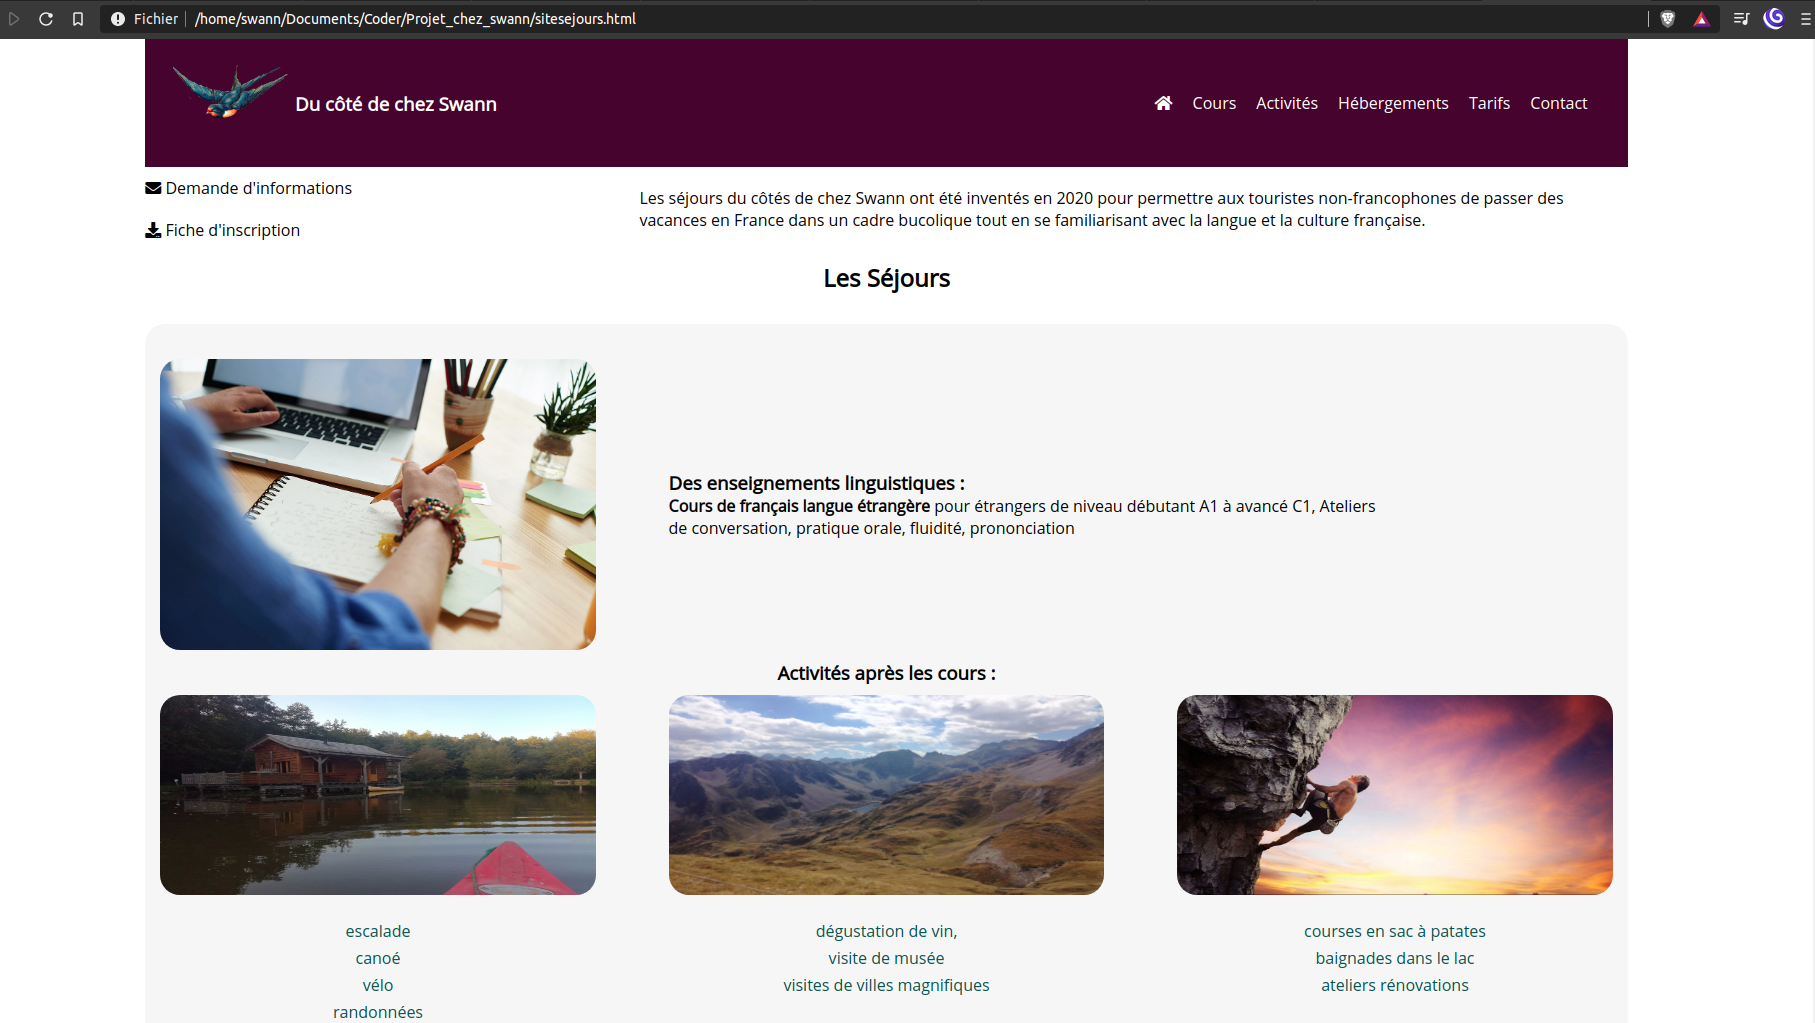 Fichier /home/swann/Documents/Coder/Projet_chez_swann/sitesejours.html
Du côté de chez Swann
Cours Activités Hébergements Tarifs Contact
Demande d'informations
Fiche d'inscription
Les séjours du côtés de chez Swann ont été inventés en 2020 pour permettre aux touristes non-francophones de passer des
vacances en France dans un cadre bucolique tout en se familiarisant avec la langue et la culture française.
Les Séjours
Des enseignements linguistiques :
Cours de français langue étrangère pour étrangers de niveau débutant A1 à avancé C1, Ateliers
de conversation, pratique orale, fluidité, prononciation
Activités après les cours :
escalade
canoé
vélo
randonnées
dégustation de vin,
visite de musée
visites de villes magnifiques
courses en sac à patates
baignades dans le lac
ateliers rénovations